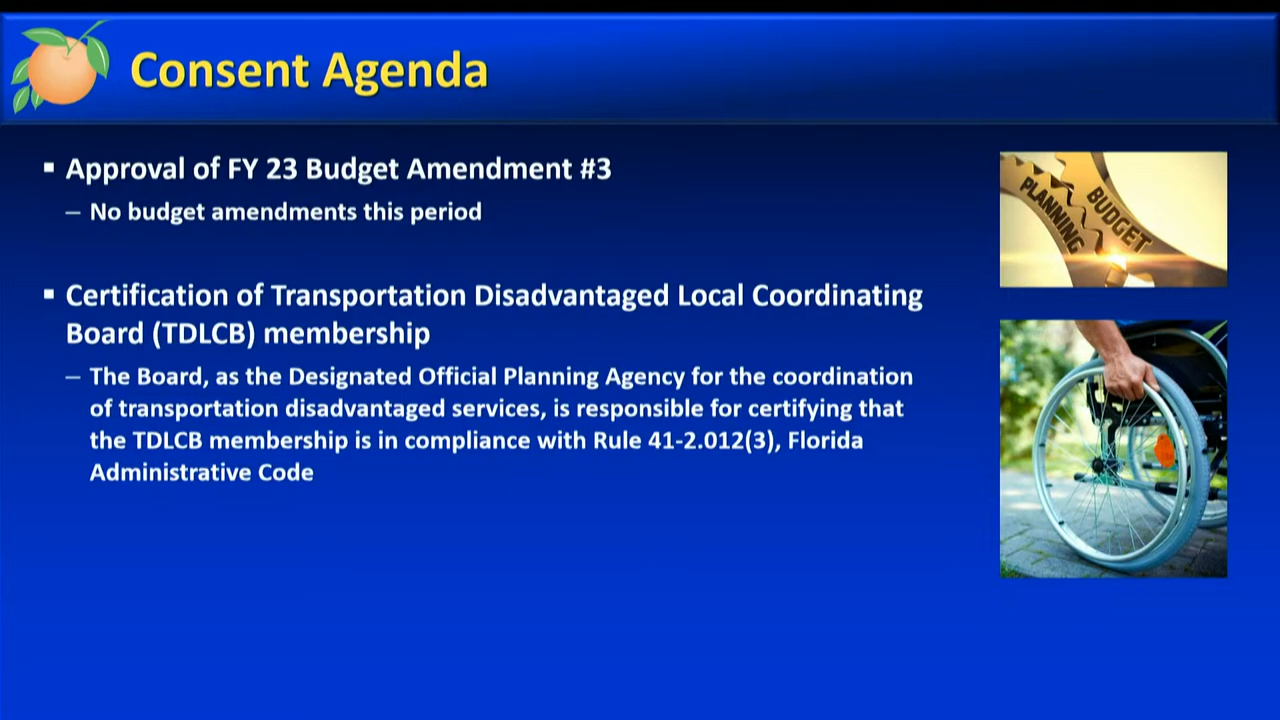 Consent Agenda
▪ Approval of FY 23 Budget Amendment #3
– No budget amendments this period
▪ Certification of Transportation Disadvantaged Local Coordinating
Board (TDLCB) membership
– The Board, as the Designated Official Planning Agency for the coordination
of transportation disadvantaged services, is responsible for certifying that
the TDLCB membership is in compliance with Rule 41-2.012(3), Florida
Administrative Code
PLANNING
BUDGET